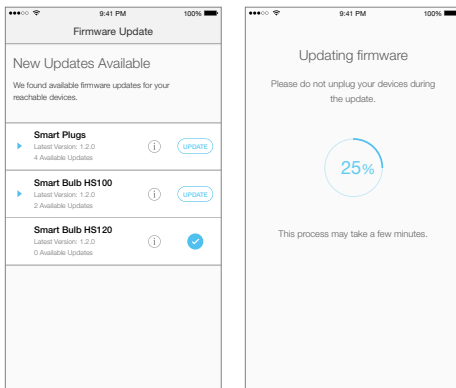 9:41 PM 100%
Firmware Update
New Updates Available
We found available firmware updates for your
reachable devices.
Smart Plugs
Latest Version: 1.2.0
4 Available Updates
UPDATE
Smart Bulb HS100
Latest Version: 1.2.0
2 Available Updates
UPDATE
Smart Bulb HS120
Latest Version: 1.2.0
0 Available Updates
9:41 PM 100%
Updating firmware
Please do not unplug your devices during
the update.
25%
This process may take a few minutes.